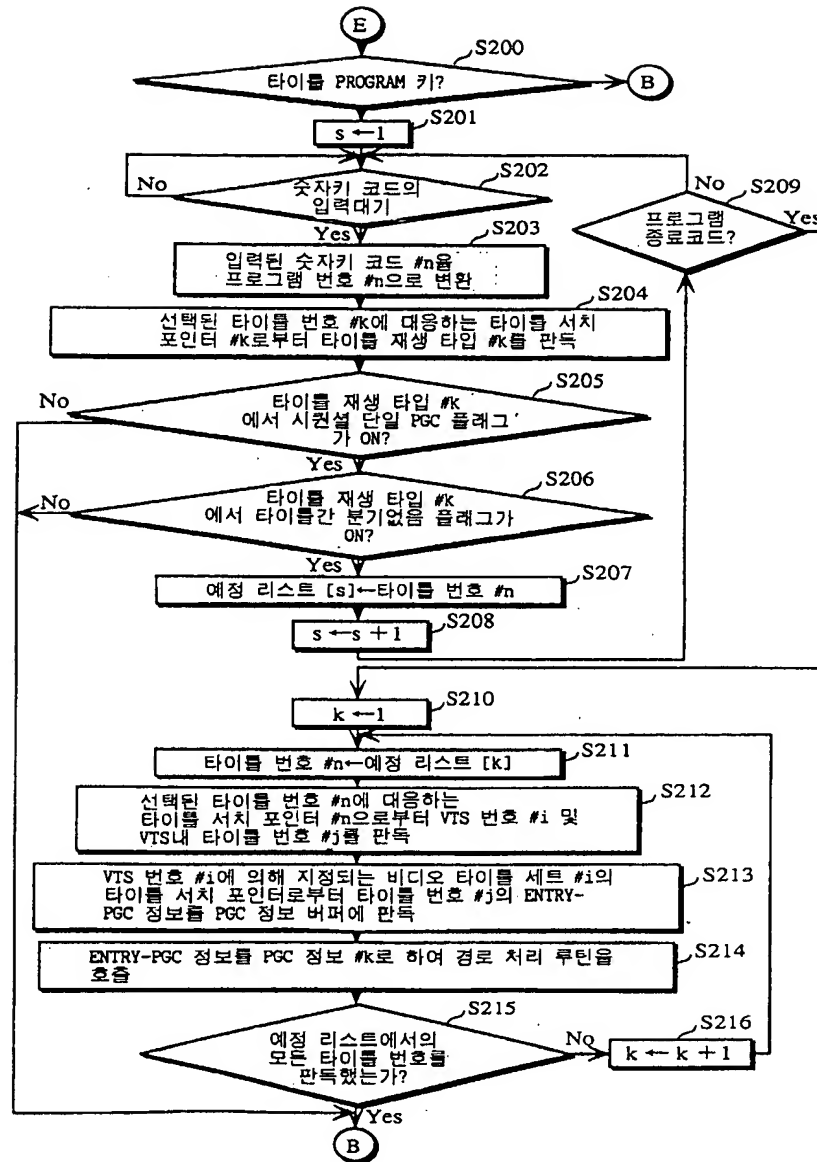 E
S200
타이틀 PROGRAM 키?
B
S201
s ← 1
S202
No
숫자키 코드의
입력대기
Yes
S203
입력된 숫자키 코드 #n을
프로그램 번호 #n으로 변환
S204
선택된 타이틀 번호 #k에 대응하는 타이틀 서치
포인터 #k로부터 타이틀 재생 타입 #k를 판독
S205
No
타이틀 재생 타입 #k
에서 시퀀셜 단일 PGC 플래그
가 ON?
Yes
S206
No
타이틀 재생 타입 #k
에서 타이틀간 분기없음 플래그가
ON?
Yes
S207
예정 리스트 [s]←타이틀 번호 #n
S208
s ← s + 1
S209
No
프로그램
종료코드?
Yes
S210
k ← 1
S211
타이틀 번호 #n←예정 리스트 [k]
S212
선택된 타이틀 번호 #n에 대응하는
타이틀 서치 포인터 #n으로부터 VTS 번호 #i 및
VTS내 타이틀 번호 #j를 판독
S213
VTS 번호 #i에 의해 지정되는 비디오 타이틀 세트 #i의
타이틀 서치 포인터로부터 타이틀 번호 #j의 ENTRY-
PGC 정보를 PGC 정보 버퍼에 판독
S214
ENTRY-PGC 정보를 PGC 정보 #k로 하여 경로 처리 루틴을
호출
S215
예정 리스트에서의
모든 타이틀 번호를
판독했는가?
No
S216
k ← k + 1
Yes
B